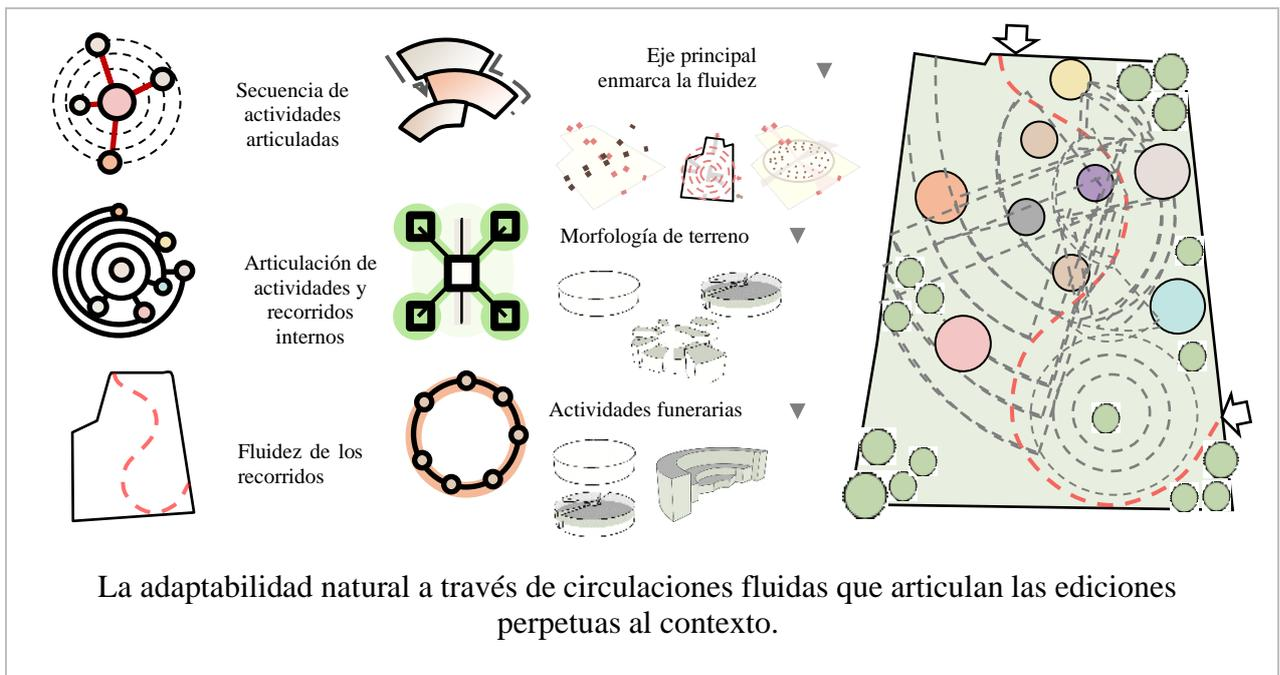 Secuencia de
actividades
articuladas
Eje principal
enmarca la fluidez
Articulación de
actividades y
recorridos
internos
Morfología de terreno
Fluidez de los
recorridos
Actividades funerarias
La adaptabilidad natural a través de circulaciones fluidas que articulan las ediciones
perpetuas al contexto.